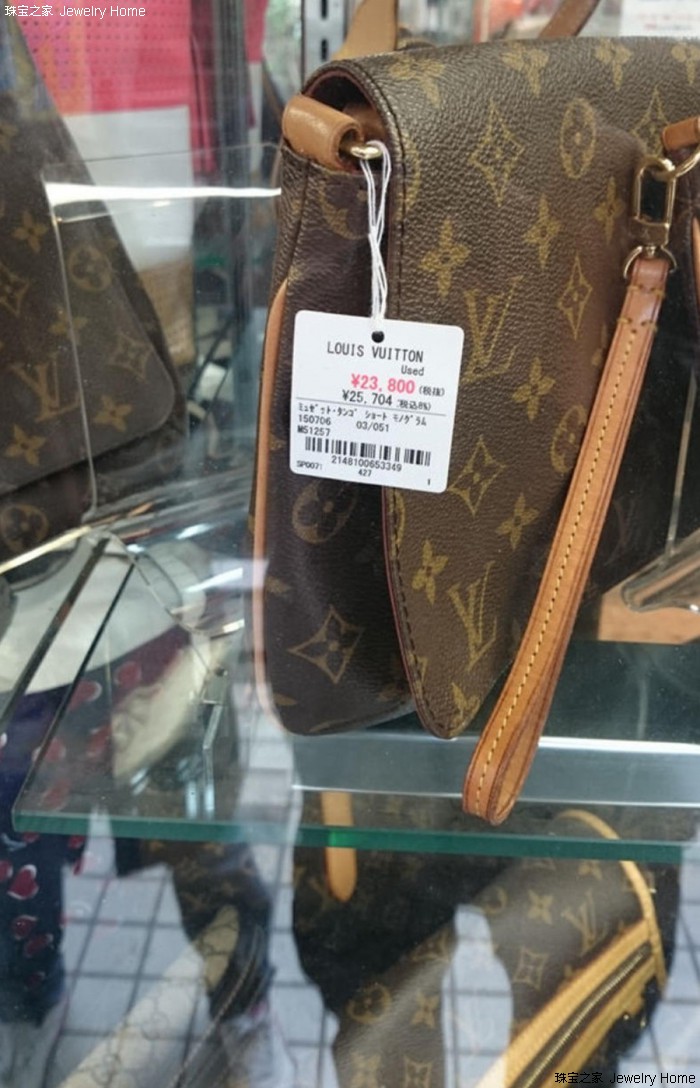 珠宝之家 Jewelry Home
LOUIS VUITTON
Used
¥23,800(税抜)
¥25,704(税込8%)
ﾐｭｾﾞｯﾄ･ﾀﾝｺﾞ ｼｮｰﾄ ﾓﾉｸﾞﾗﾑ
150706 03/051
M51257
2148100653349
SP007:
427
1
珠宝之家 Jewelry Home